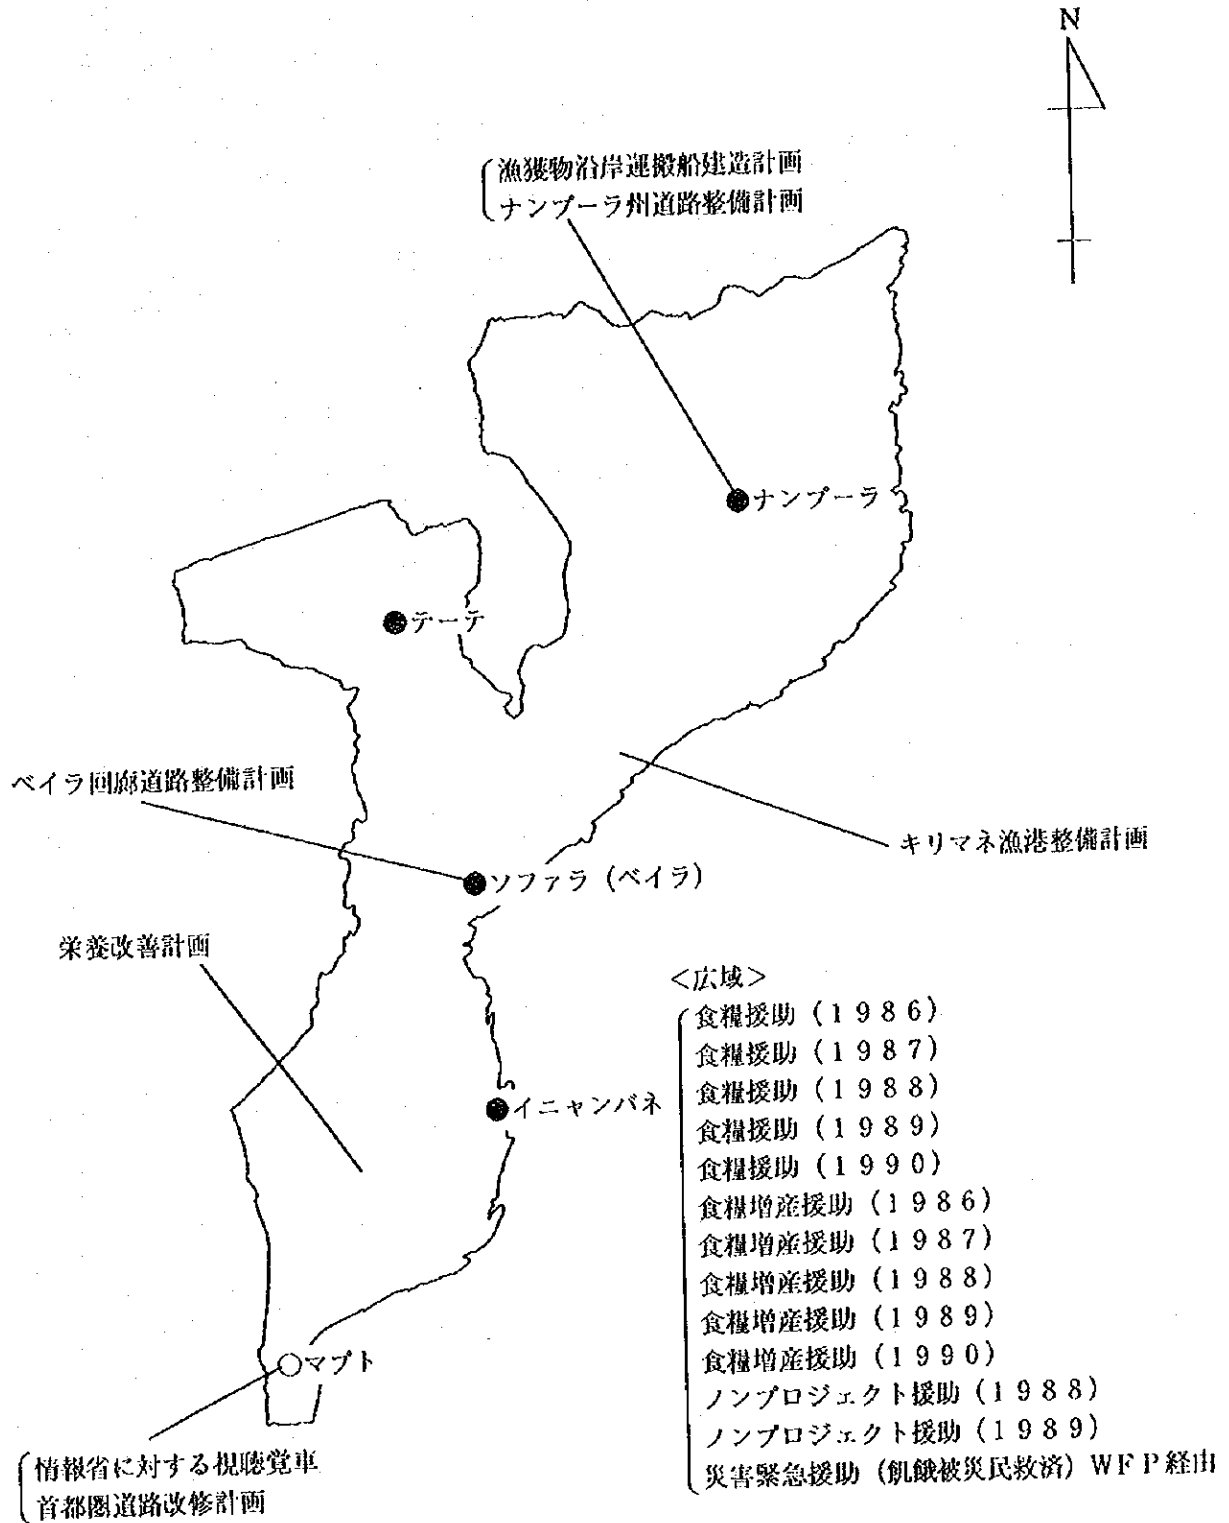 N
漁獲物沿岸運搬船建造計画
ナンプーラ州道路整備計画
ナンプーラ
テーテ
ベイラ回廊道路整備計画
キリマネ漁港整備計画
ソファラ（ベイラ）
栄養改善計画
＜広域＞
食糧援助（１９８６）
食糧援助（１９８７）
食糧援助（１９８８）
食糧援助（１９８９）
食糧援助（１９９０）
食糧増産援助（１９８６）
食糧増産援助（１９８７）
食糧増産援助（１９８８）
食糧増産援助（１９８９）
食糧増産援助（１９９０）
ノンプロジェクト援助（１９８８）
ノンプロジェクト援助（１９８９）
災害緊急援助（飢餓被災民救済）ＷＦＰ経由
イニャンバネ
マプト
情報省に対する視聴覚車
首都圏道路改修計画